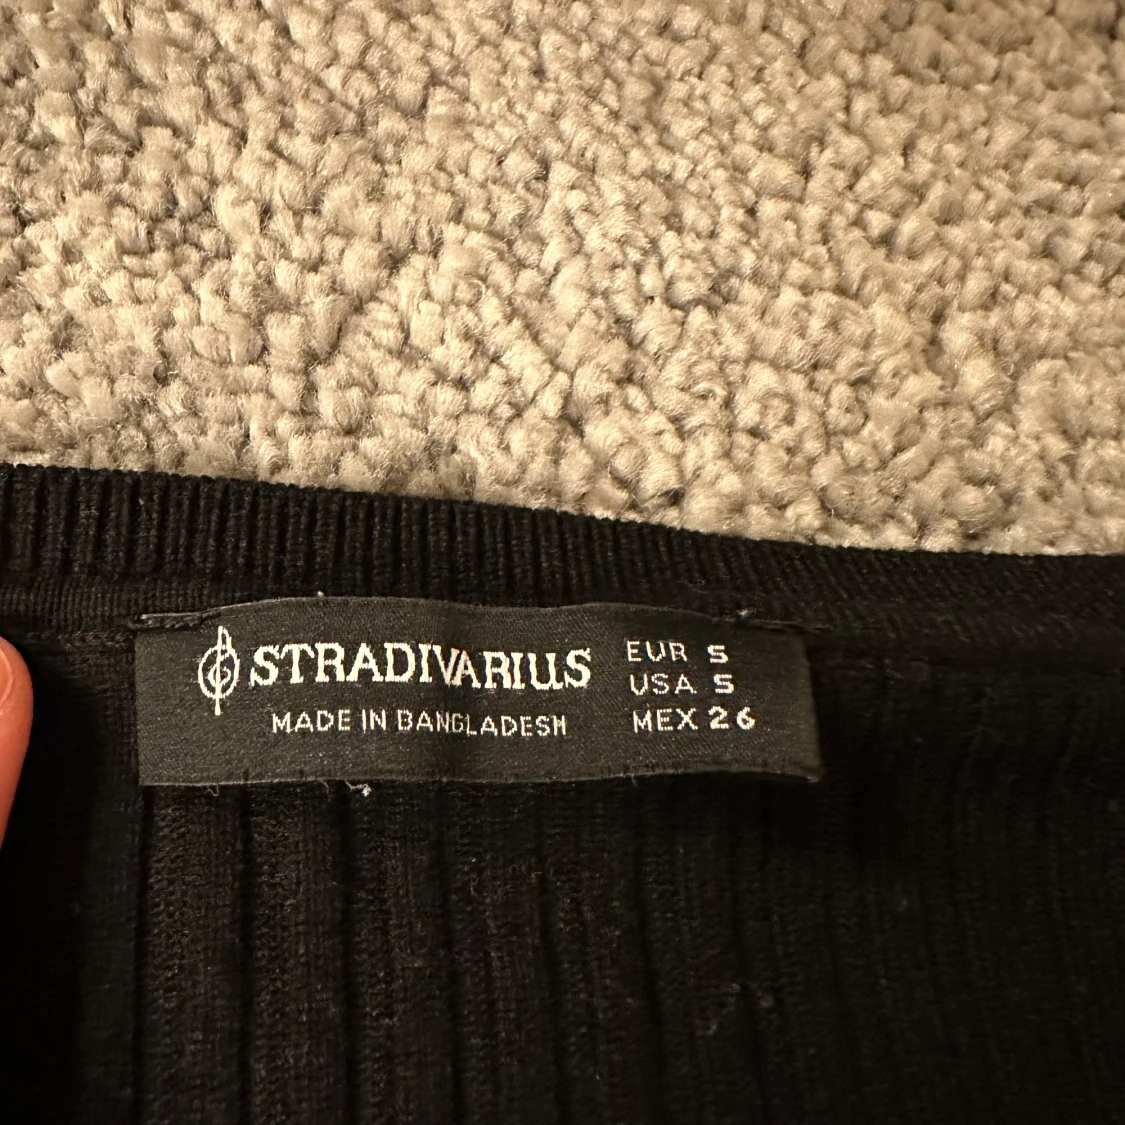 STRADIVARIUS
MADE IN BANGLADESH
EUR S
USA S
MEX 26